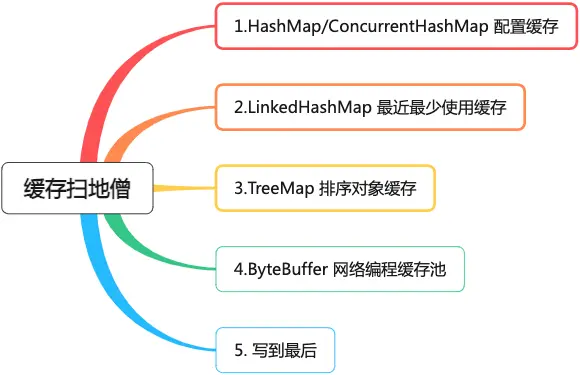 1.HashMap/ConcurrentHashMap 配置缓存
2.LinkedHashMap 最近最少使用缓存
缓存扫地僧
3.TreeMap 排序对象缓存
4.ByteBuffer 网络编程缓存池
5. 写到最后